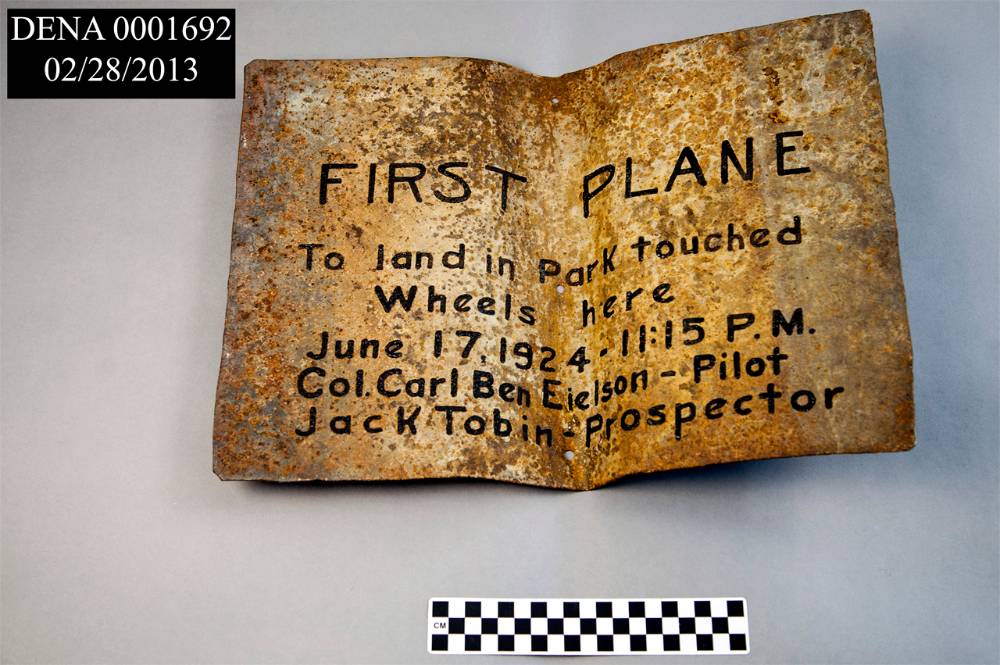 DENA 0001692
02/28/2013
FIRST PLANE
To land in Park touched
Wheels here
June 17, 1924 - 11:15 P.M.
Col. Carl Ben Eielson - Pilot
Jack Tobin - Prospector
CM